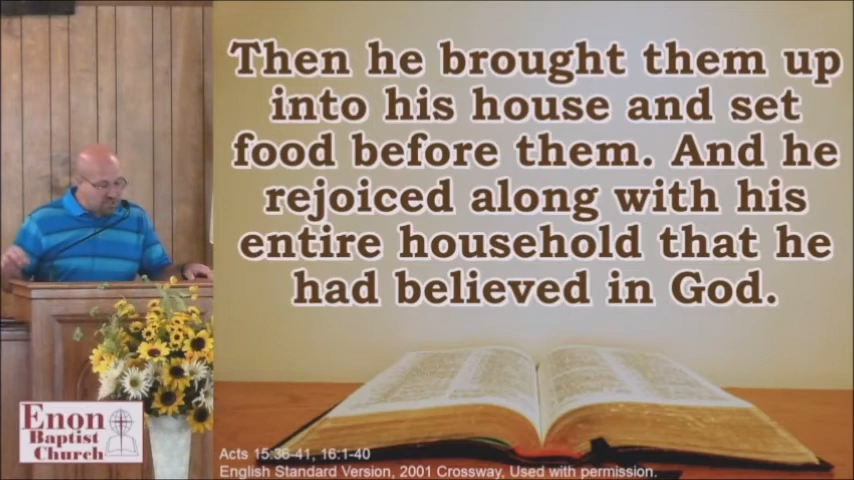 Then he brought them up
into his house and set
food before them. And he
rejoiced along with his
entire household that he
had believed in God.
Enon
Baptist
Church
Acts 15:36-41, 16:1-40
English Standard Version, 2001 Crossway, Used with permission.